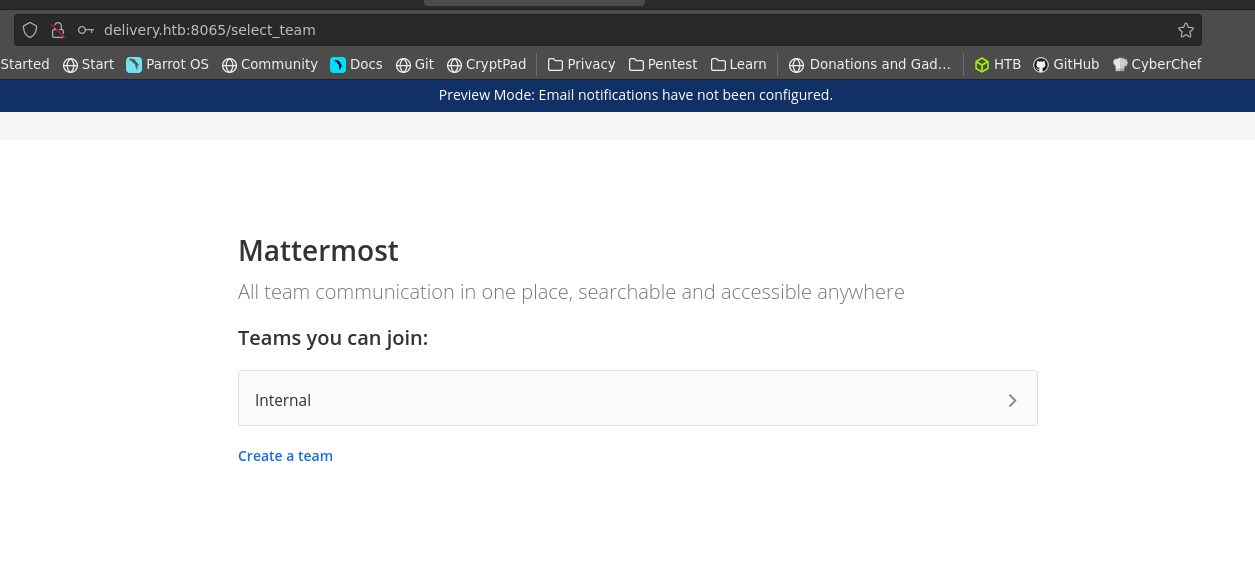 delivery.htb:8065/select_team
Started Start Parrot OS Community Docs Git CryptPad Privacy Pentest Learn Donations and Gad... HTB GitHub CyberChef
Preview Mode: Email notifications have not been configured.
Mattermost
All team communication in one place, searchable and accessible anywhere
Teams you can join:
Internal
Create a team